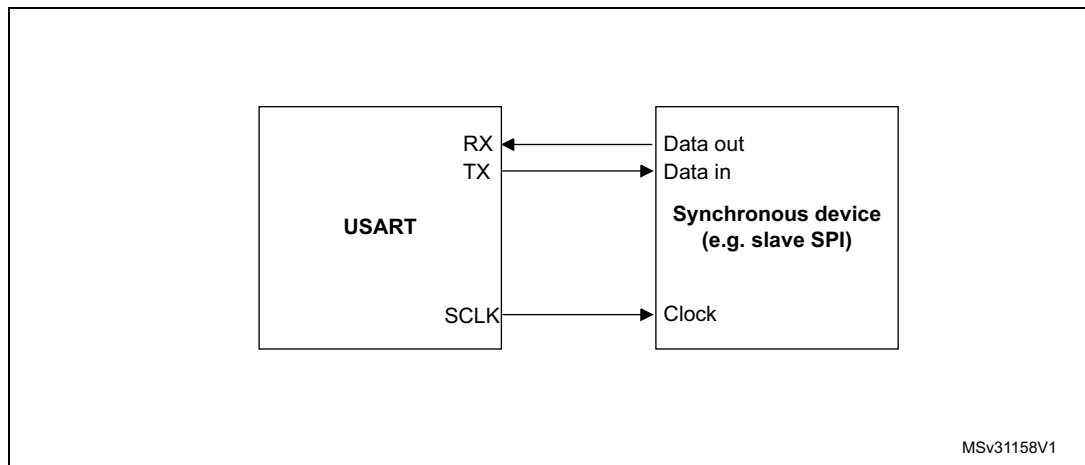 RX
Data out
TX
Data in
USART
Synchronous device
(e.g. slave SPI)
SCLK
Clock
MSv31158V1